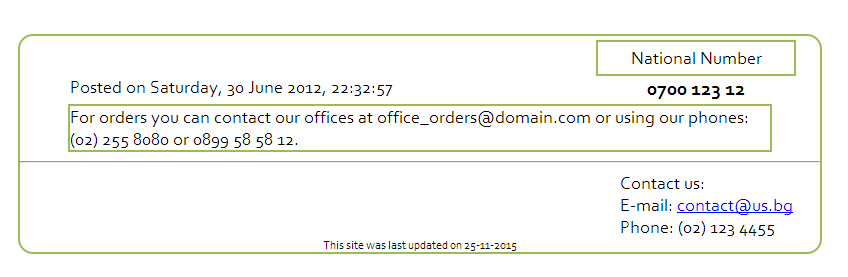 National Number
Posted on Saturday, 30 June 2012, 22:32:57
0700 123 12
For orders you can contact our offices at office_orders@domain.com or using our phones:
(02) 255 8080 or 0899 58 58 12.
Contact us:
E-mail: contact@us.bg
Phone: (02) 123 4455
This site was last updated on 25-11-2015